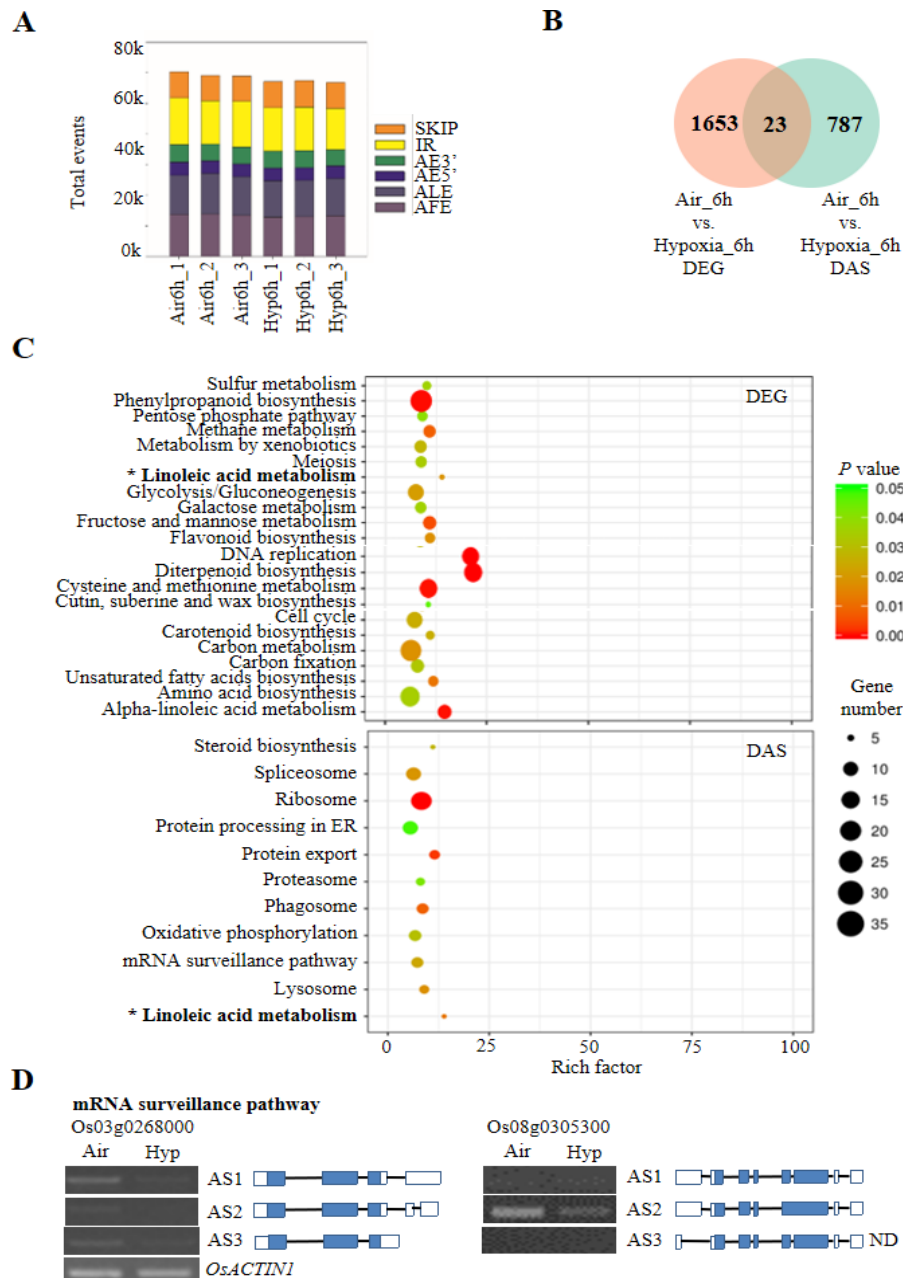 A
80k
60k
40k
20k
0k
Total events
SKIP
IR
AE3'
AE5'
ALE
AFE
Air6h_1
Air6h_2
Air6h_3
Hyp6h_1
Hyp6h_2
Hyp6h_3
B
1653
23
787
Air_6h
vs.
Hypoxia_6h
DEG
Air_6h
vs.
Hypoxia_6h
DAS
C
Sulfur metabolism
Phenylpropanoid biosynthesis
Pentose phosphate pathway
Methane metabolism
Metabolism by xenobiotics
Meiosis
* Linoleic acid metabolism
Glycolysis/Gluconeogenesis
Galactose metabolism
Fructose and mannose metabolism
Flavonoid biosynthesis
DNA replication
Diterpenoid biosynthesis
Cysteine and methionine metabolism
Cutin, suberine and wax biosynthesis
Cell cycle
Carotenoid biosynthesis
Carbon metabolism
Carbon fixation
Unsaturated fatty acids biosynthesis
Amino acid biosynthesis
Alpha-linoleic acid metabolism
DEG
Steroid biosynthesis
Spliceosome
Ribosome
Protein processing in ER
Protein export
Proteasome
Phagosome
Oxidative phosphorylation
mRNA surveillance pathway
Lysosome
* Linoleic acid metabolism
DAS
0
25
50
75
100
Rich factor
P value
0.05
0.04
0.03
0.02
0.01
0.00
Gene
number
5
10
15
20
25
30
35
D
mRNA surveillance pathway
Os03g0268000
Air Hyp
AS1
AS2
AS3
OsACTIN1
Os08g0305300
Air Hyp
AS1
AS2
AS3 ND